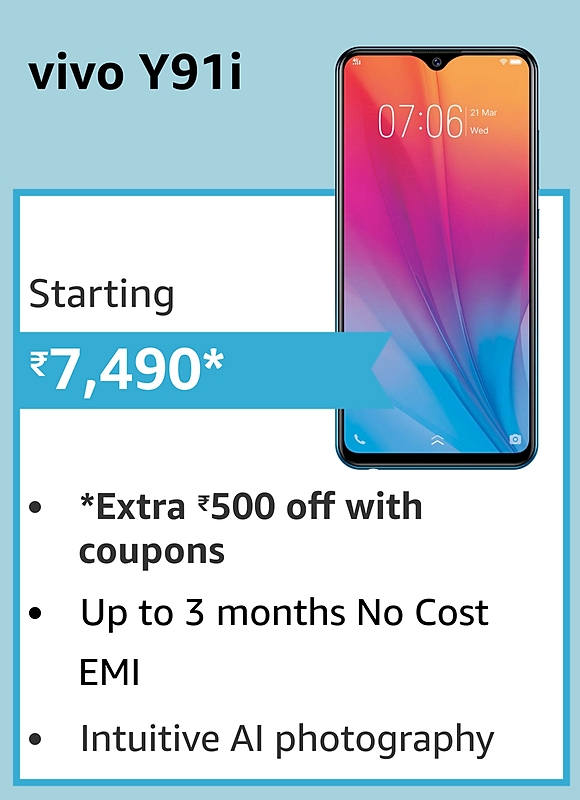 vivo Y91i
07:06
21 Mar
Wed
Starting
₹7,490*
• *Extra ₹500 off with
coupons
• Up to 3 months No Cost
EMI
• Intuitive AI photography